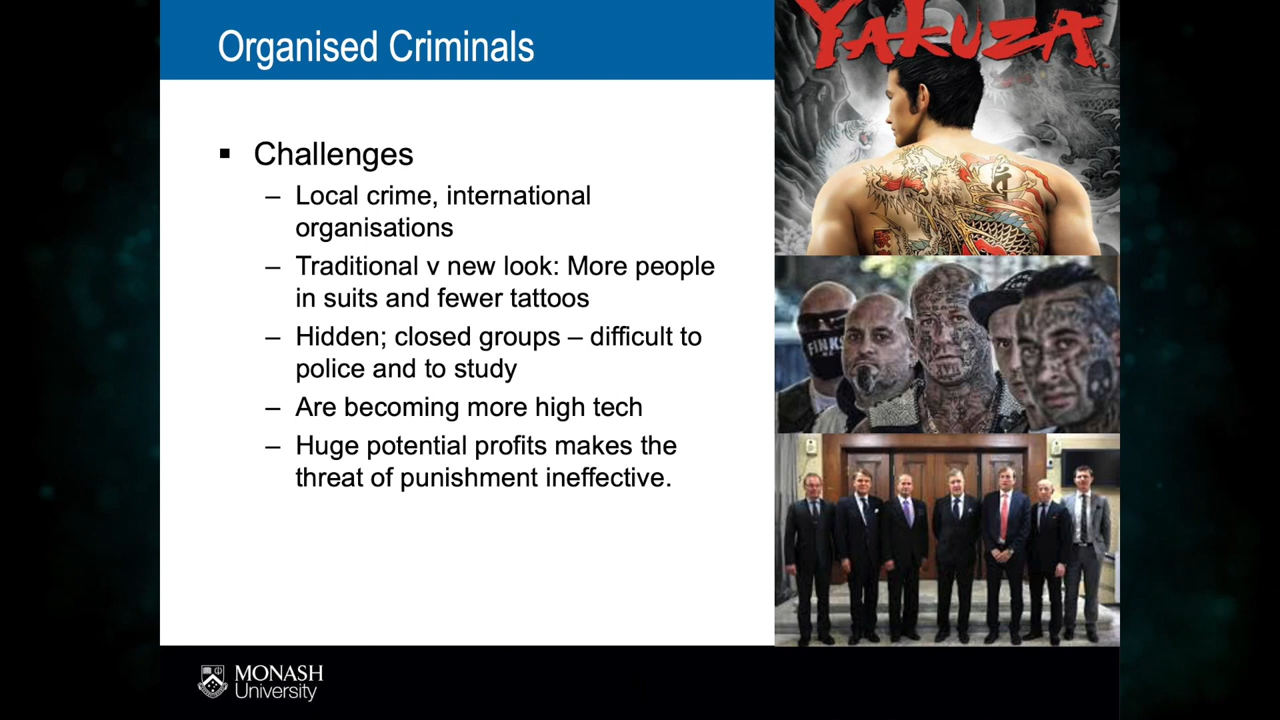 Organised Criminals
YAKUZA
▪ Challenges
– Local crime, international
organisations
– Traditional v new look: More people
in suits and fewer tattoos
– Hidden; closed groups – difficult to
police and to study
– Are becoming more high tech
– Huge potential profits makes the
threat of punishment ineffective.
FINKS
MONASH
University